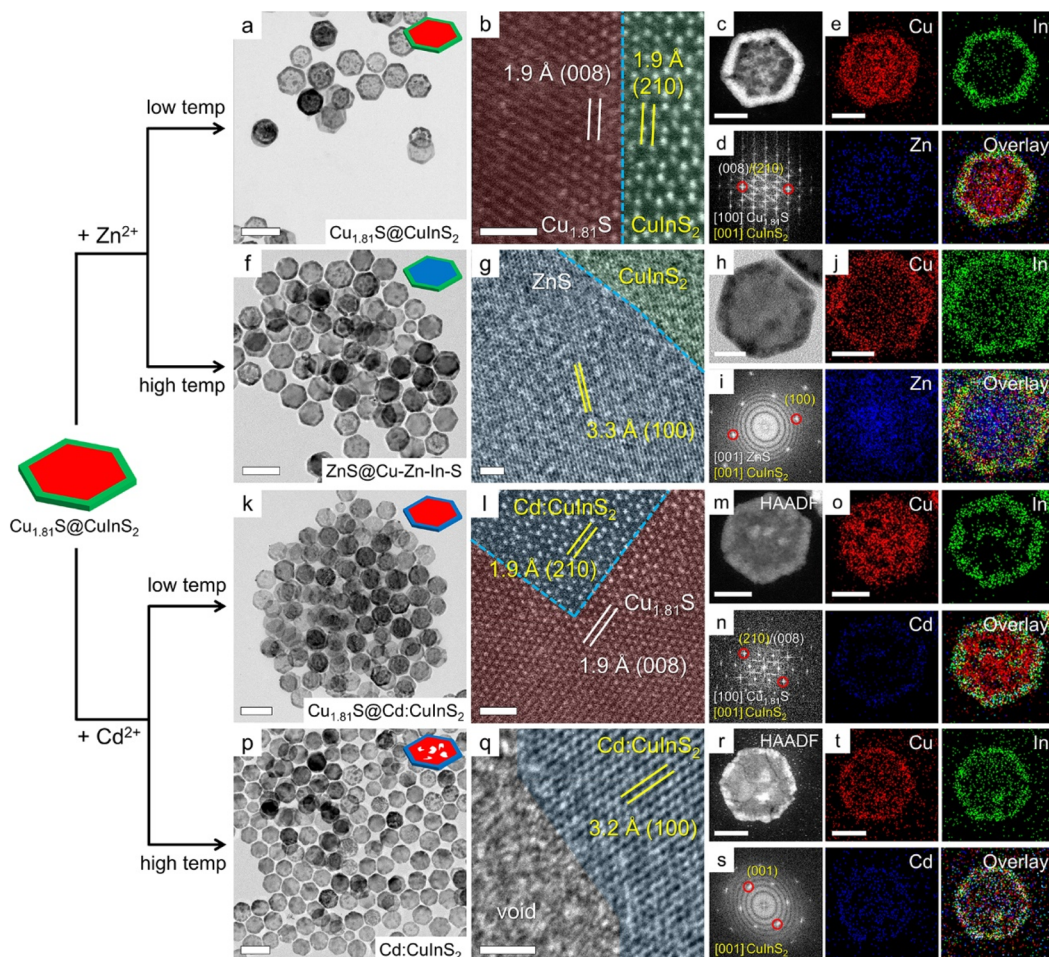 a
low temp
Cu1.81S@CuInS2
b
1.9 Å (008)
1.9 Å
(210)
Cu1.81S
CuInS2
c
e
Cu
In
d
(008)/(210)
[100] Cu1.81S
[001] CuInS2
Zn
Overlay
+ Zn2+
f
high temp
ZnS@Cu-Zn-In-S
g
ZnS
CuInS2
3.3 Å (100)
h
j
Cu
In
i
(100)
[001] ZnS
[001] CuInS2
Zn
Overlay
Cu1.81S@CuInS2
k
low temp
Cu1.81S@Cd:CuInS2
l
Cd:CuInS2
1.9 Å (210)
Cu1.81S
1.9 Å (008)
m
HAADF
o
Cu
In
n
(210)/(008)
[100] Cu1.81S
[001] CuInS2
Cd
Overlay
+ Cd2+
p
high temp
Cd:CuInS2
q
Cd:CuInS2
3.2 Å (100)
void
r
HAADF
t
Cu
In
s
(001)
[001] CuInS2
Cd
Overlay